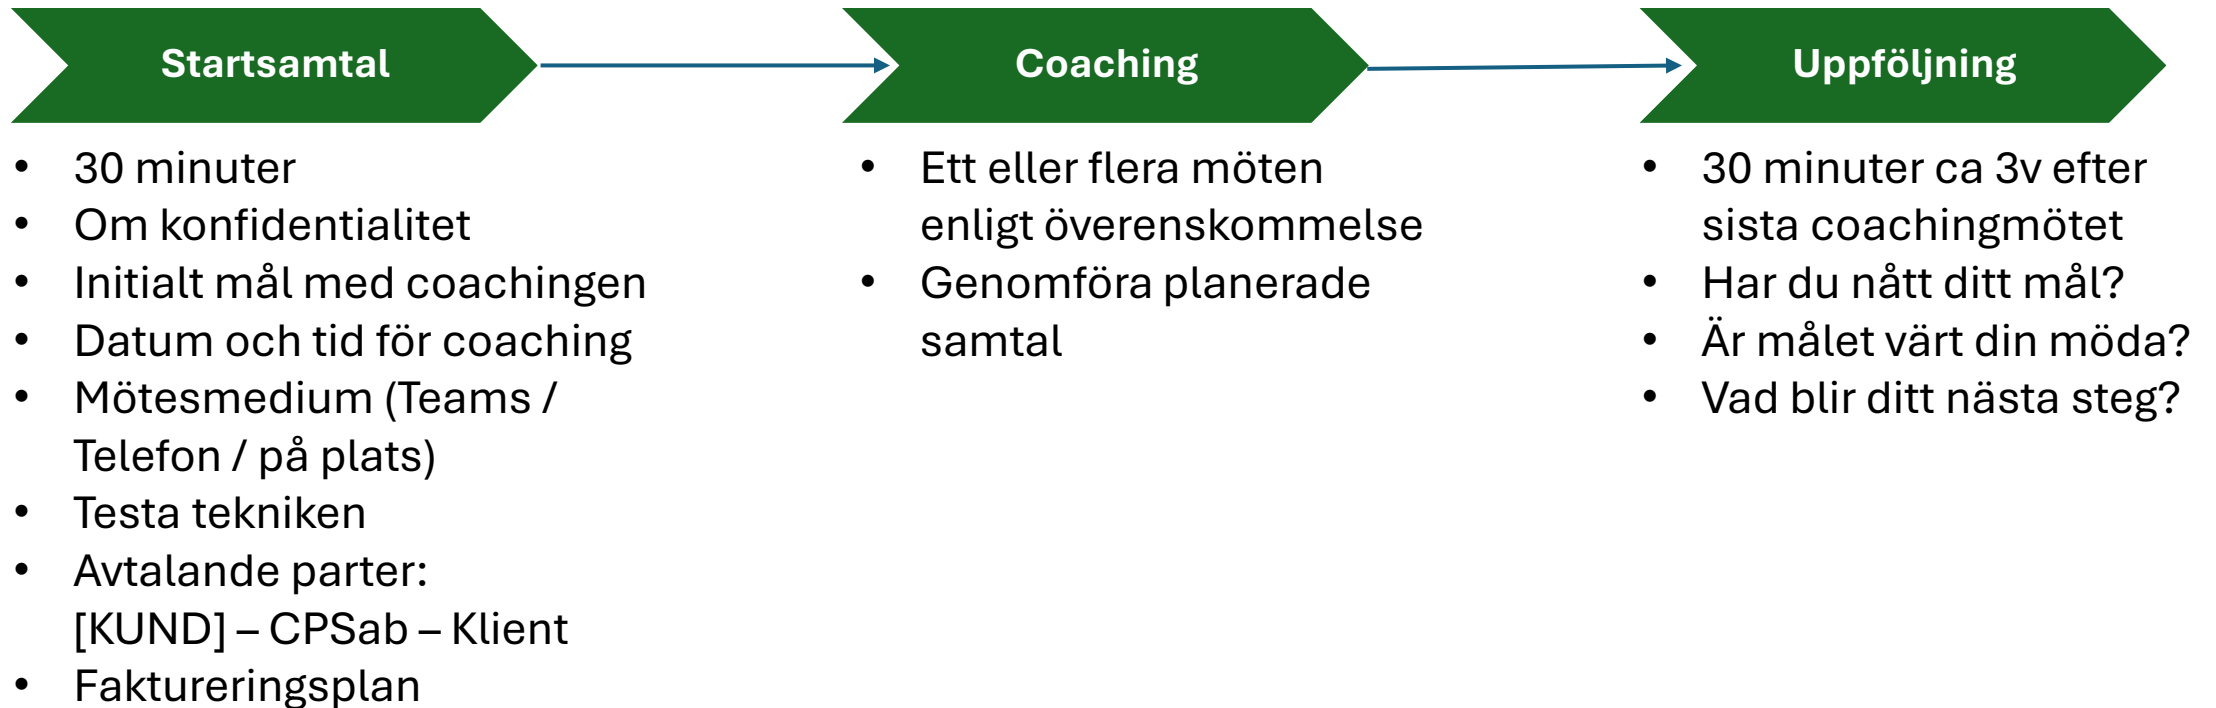 Startsamtal
• 30 minuter
• Om konfidentialitet
• Initialt mål med coachingen
• Datum och tid för coaching
• Mötesmedium (Teams /
Telefon / på plats)
• Testa tekniken
• Avtalande parter:
[KUND] – CPSab – Klient
• Faktureringsplan
Coaching
• Ett eller flera möten
enligt överenskommelse
• Genomföra planerade
samtal
Uppföljning
• 30 minuter ca 3v efter
sista coachingmötet
• Har du nått ditt mål?
• Är målet värt din möda?
• Vad blir ditt nästa steg?